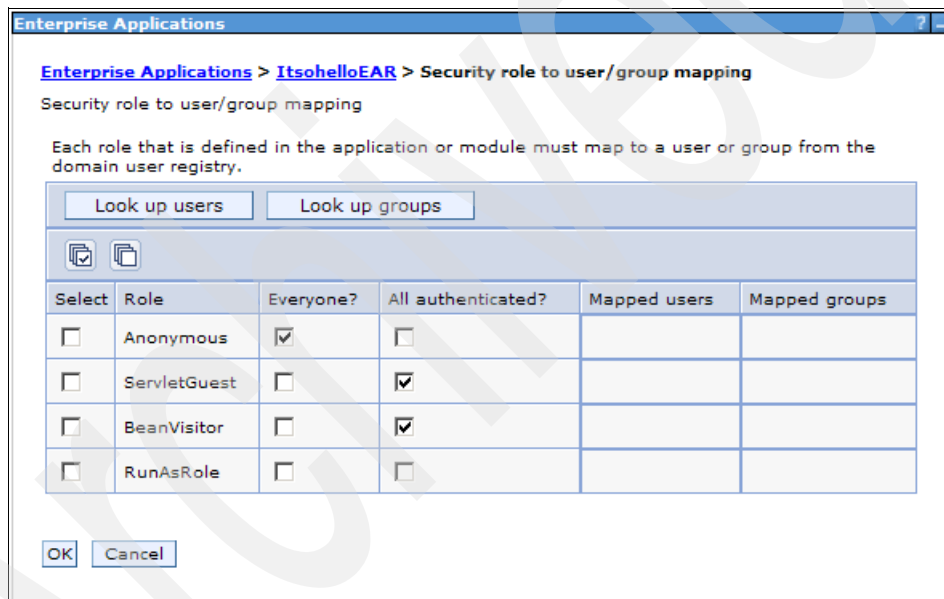 Enterprise Applications ? –
Enterprise Applications > ItsohelloEAR > Security role to user/group mapping
Security role to user/group mapping
Each role that is defined in the application or module must map to a user or group from the
domain user registry.
Look up users Look up groups
Select Role Everyone? All authenticated? Mapped users Mapped groups
Anonymous
ServletGuest
BeanVisitor
RunAsRole
OK Cancel